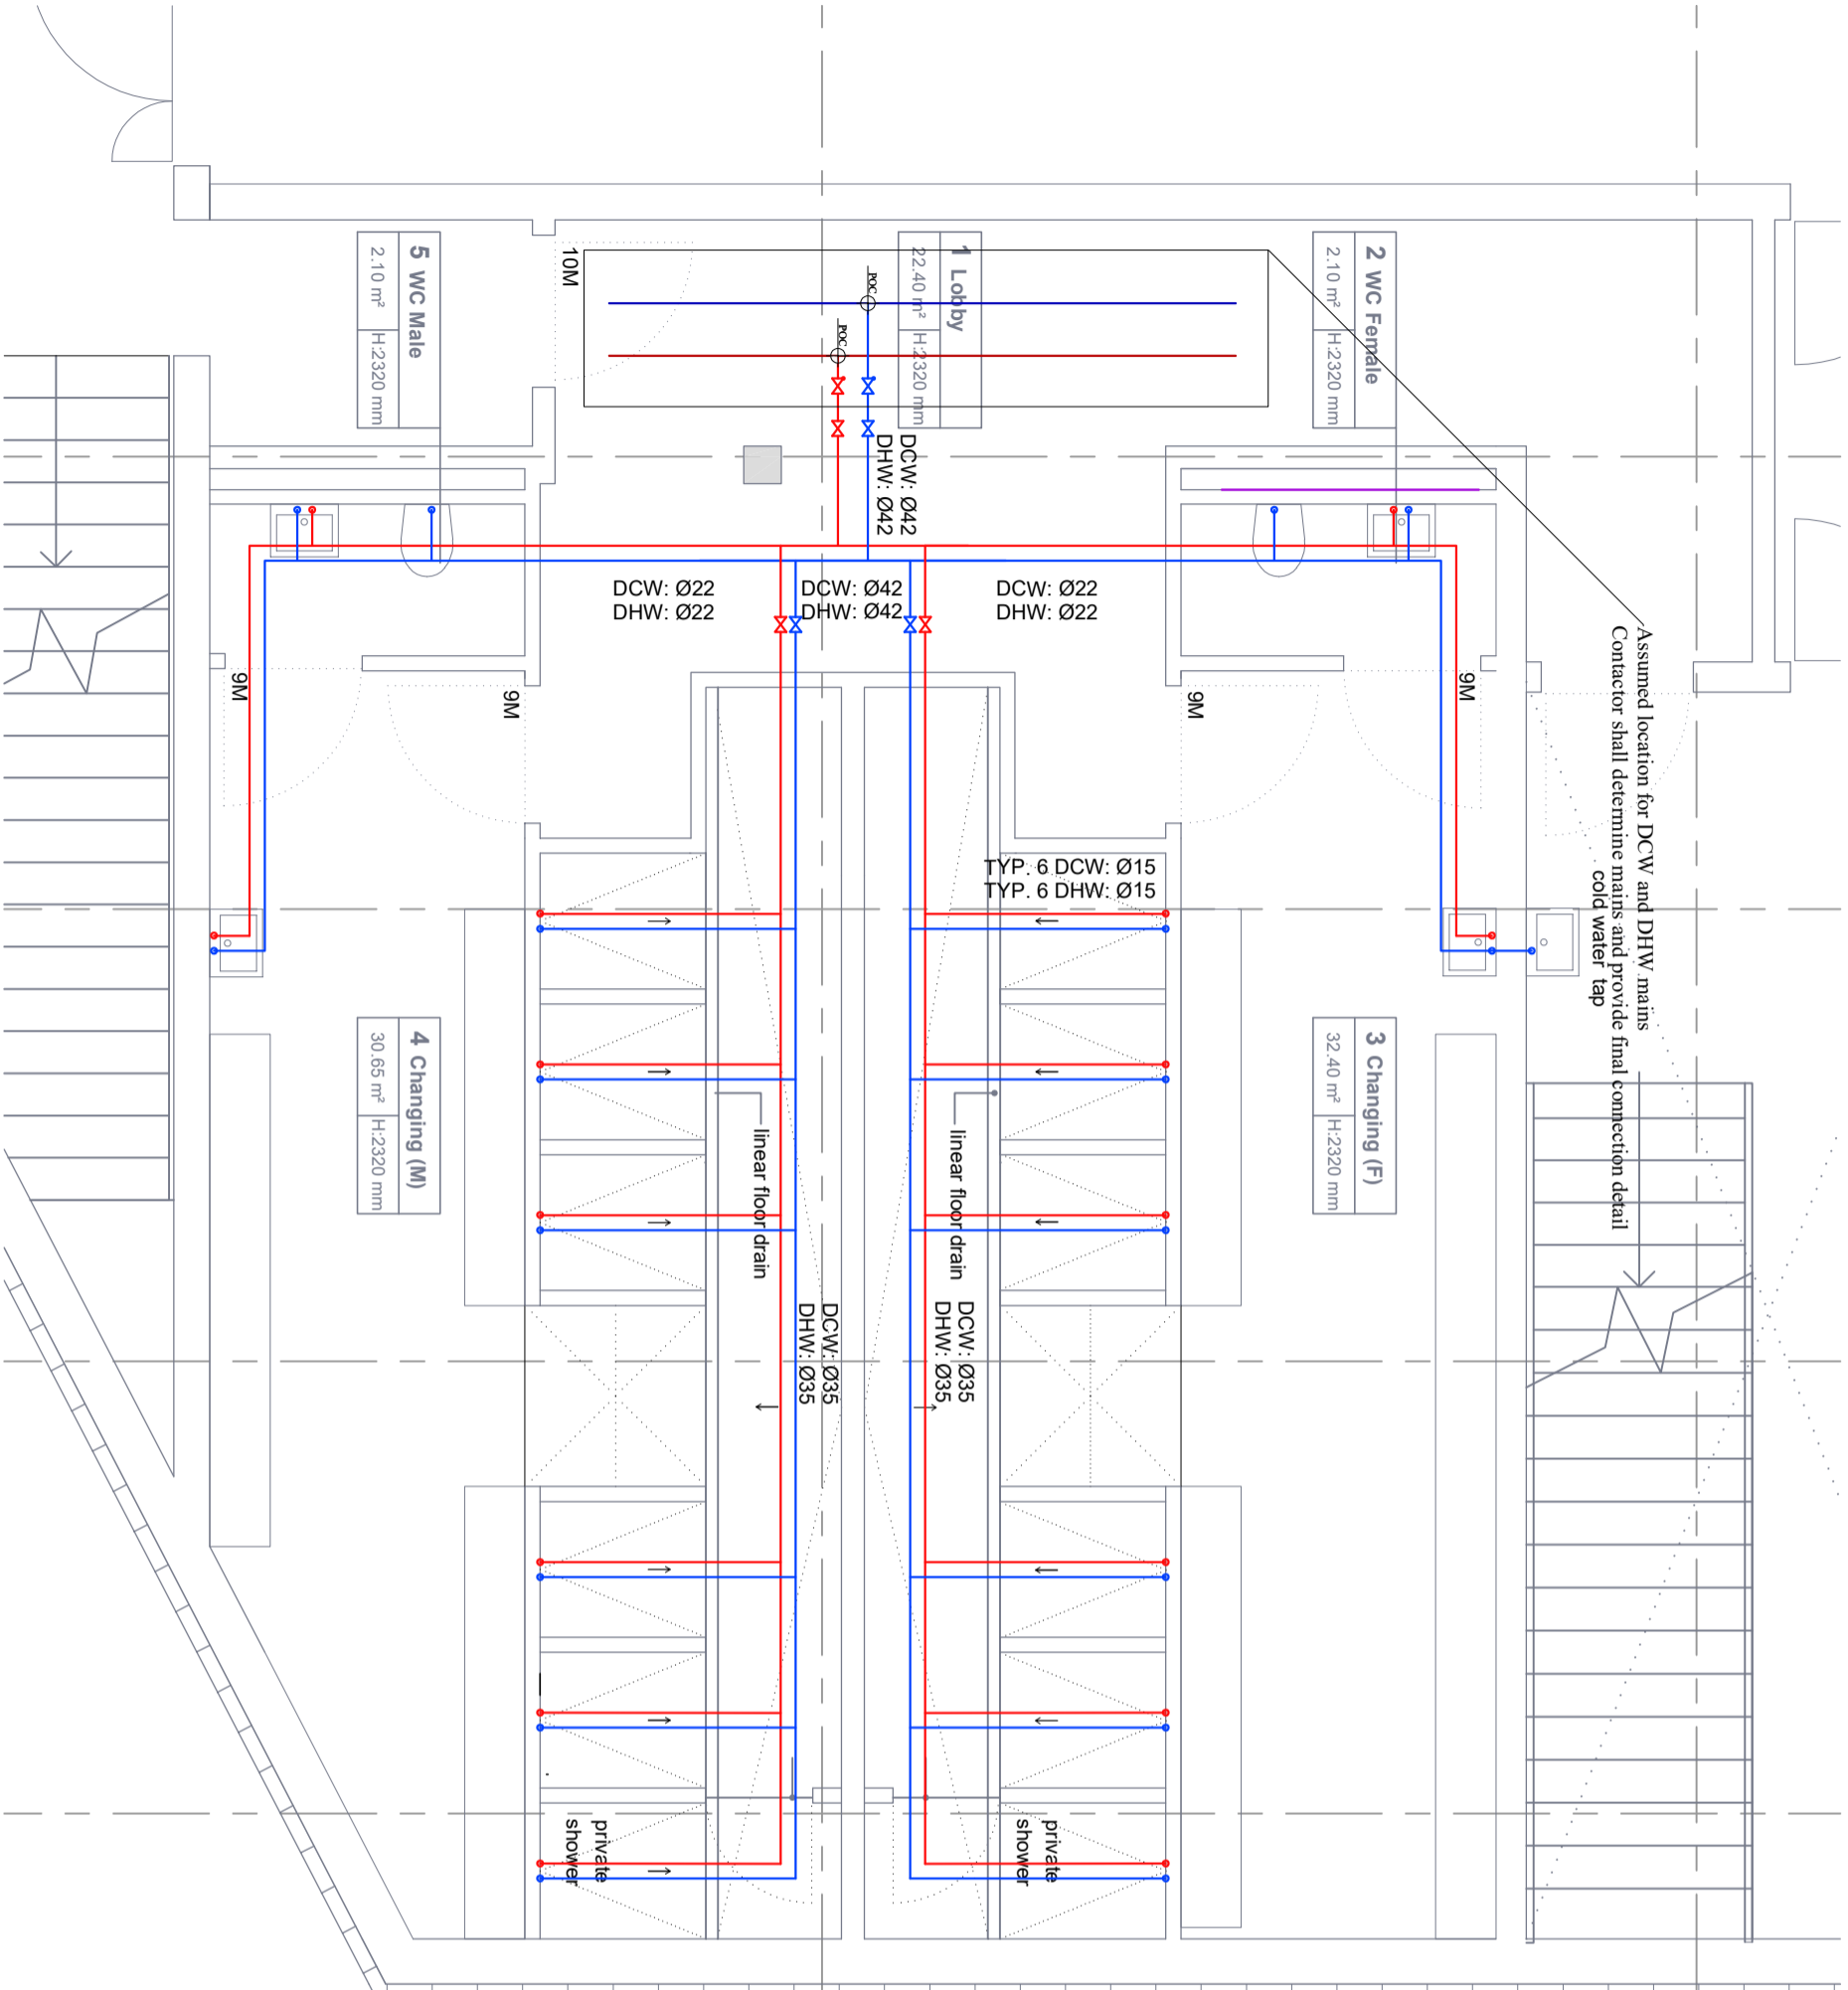 5 WC Male
2.10 m² H:2320 mm
10M
1 Lobby
22.40 m² H:2320 mm
POC
POC
2 WC Female
2.10 m² H:2320 mm
DCW: Ø42
DHW: Ø42
DCW: Ø22
DHW: Ø22
DCW: Ø42
DHW: Ø42
DCW: Ø22
DHW: Ø22
9M
9M
9M
9M
Assumed location for DCW and DHW mains
Contactor shall determine mains and provide final connection detail
cold water tap
TYP. 6 DCW: Ø15
TYP. 6 DHW: Ø15
4 Changing (M)
30.65 m² H:2320 mm
linear floor drain
linear floor drain
3 Changing (F)
32.40 m² H:2320 mm
DCW: Ø35
DHW: Ø35
DCW: Ø35
DHW: Ø35
private
shower
private
shower